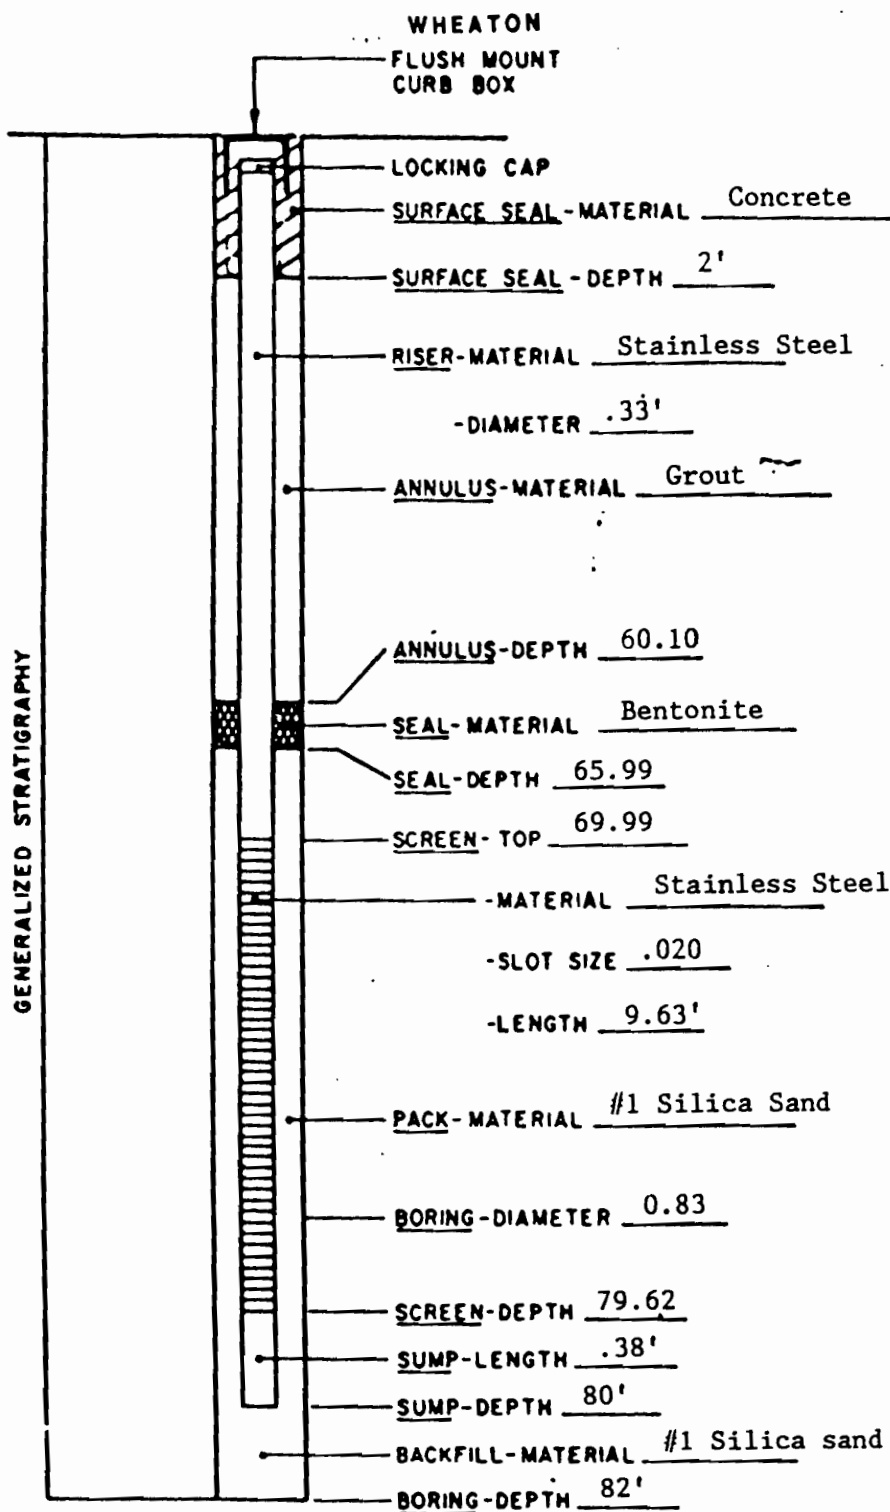 WHEATON
FLUSH MOUNT
CURB BOX
LOCKING CAP
SURFACE SEAL-MATERIAL Concrete
SURFACE SEAL-DEPTH 2'
RISER-MATERIAL Stainless Steel
-DIAMETER .33'
ANNULUS-MATERIAL Grout
ANNULUS-DEPTH 60.10
SEAL-MATERIAL Bentonite
SEAL-DEPTH 65.99
SCREEN-TOP 69.99
-MATERIAL Stainless Steel
-SLOT SIZE .020
-LENGTH 9.63'
PACK-MATERIAL #1 Silica Sand
BORING-DIAMETER 0.83
SCREEN-DEPTH 79.62
SUMP-LENGTH .38'
SUMP-DEPTH 80'
BACKFILL-MATERIAL #1 Silica sand
BORING-DEPTH 82'
GENERALIZED STRATIGRAPHY